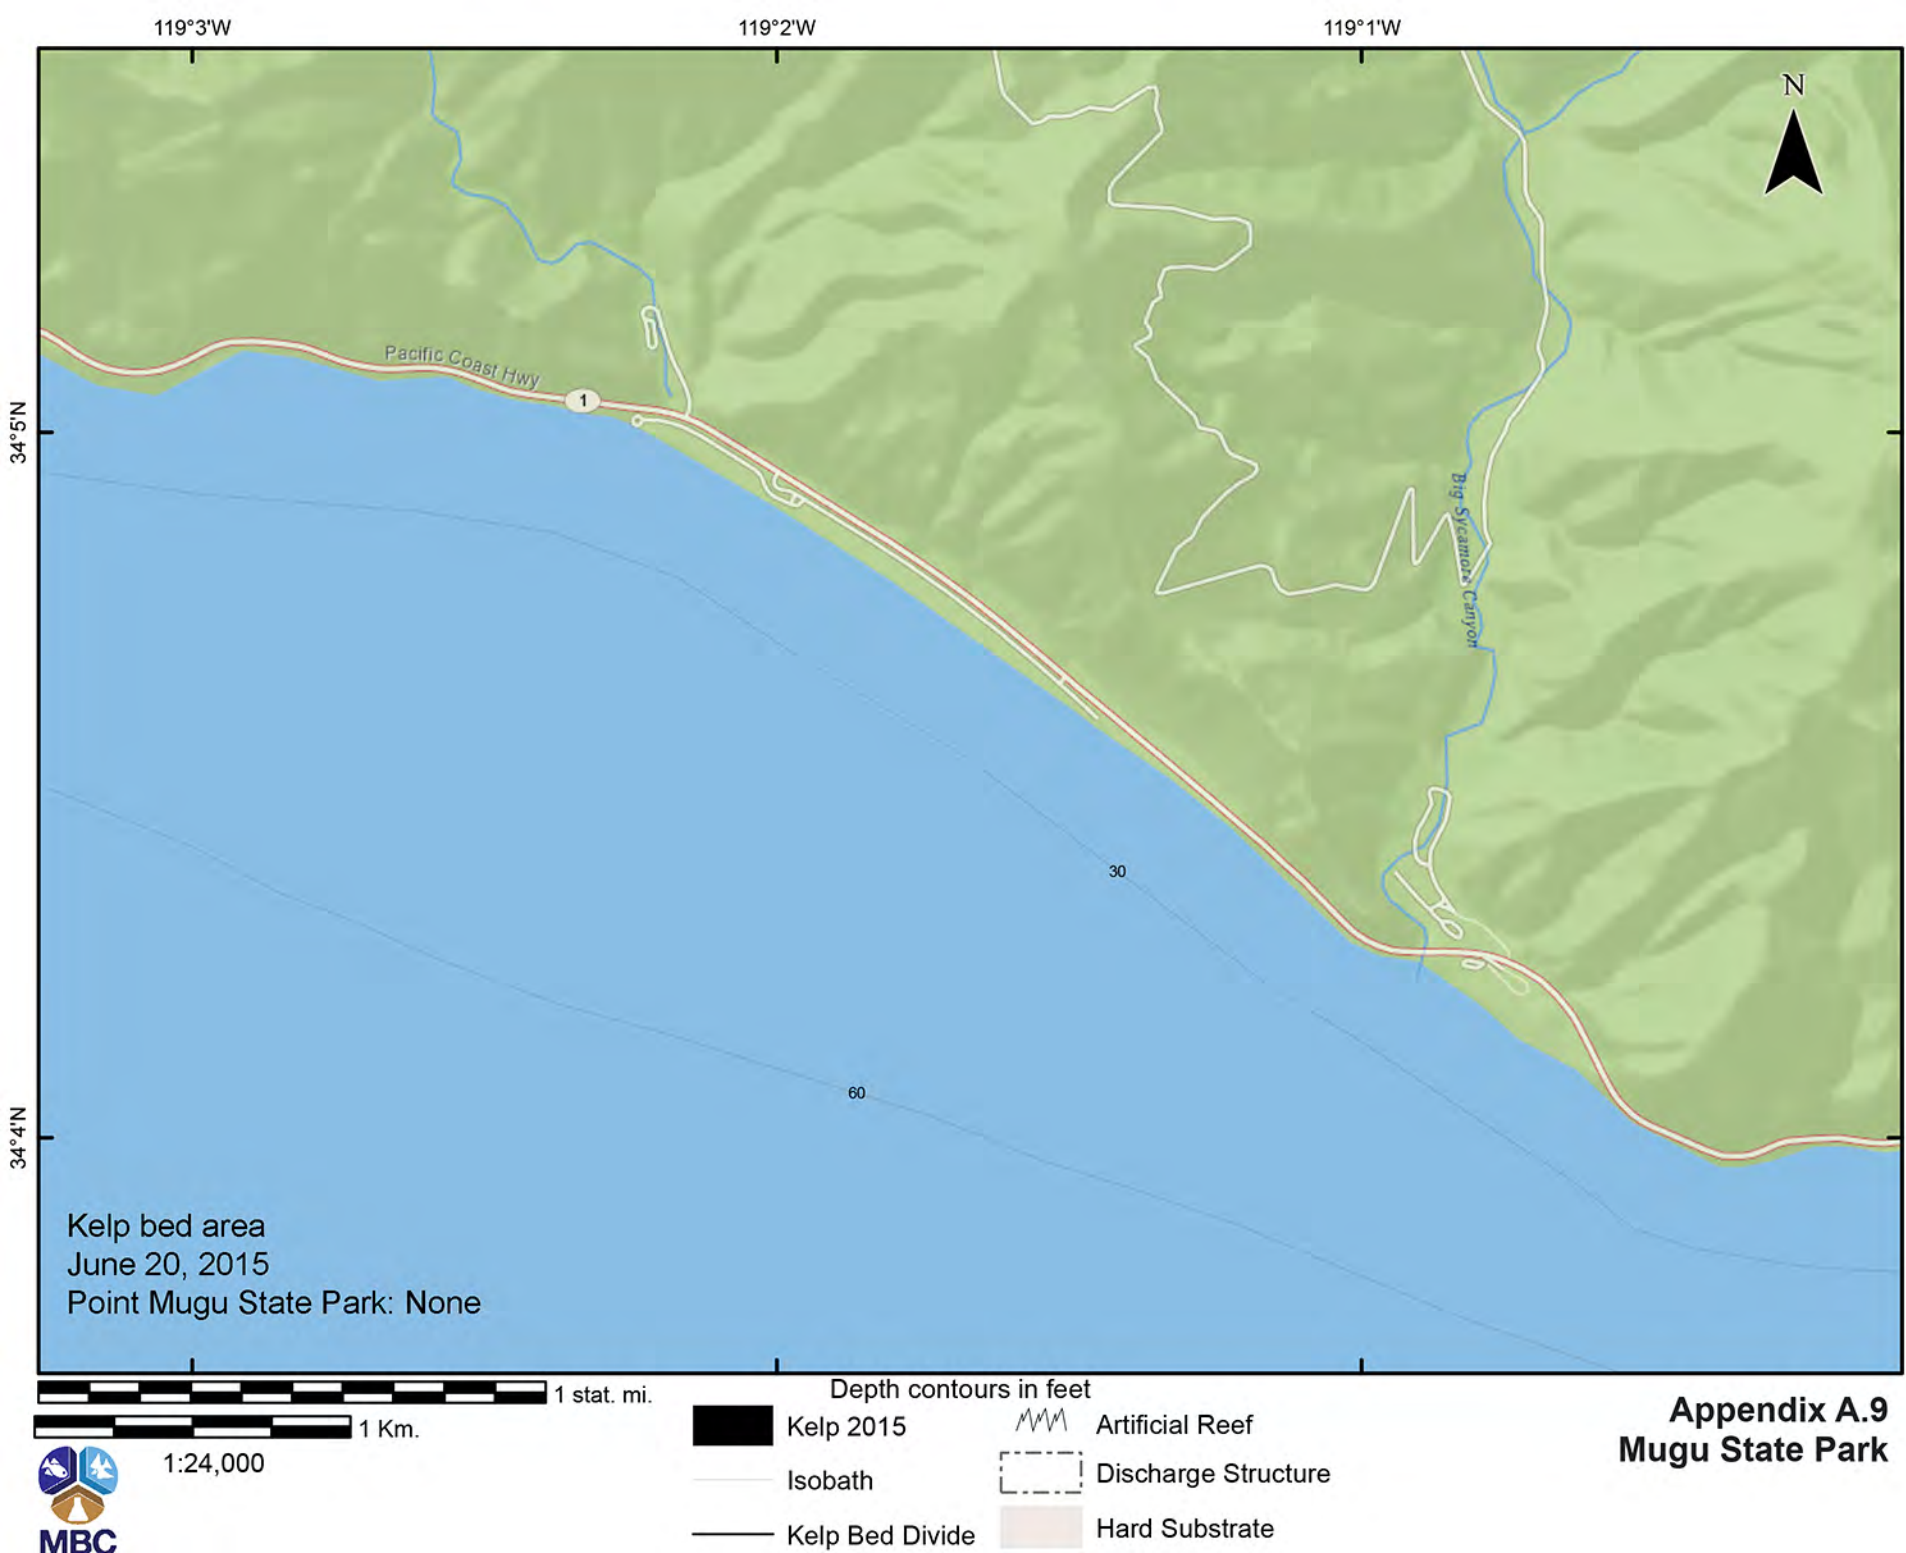 119°3'W 119°2'W 119°1'W
N
Pacific Coast Hwy
1
34°5'N
Big Sycamore Canyon
30
60
34°4'N
Kelp bed area
June 20, 2015
Point Mugu State Park: None
1 stat. mi.
1 Km.
1:24,000
MBC
Depth contours in feet
Kelp 2015
Isobath
Kelp Bed Divide
Artificial Reef
Discharge Structure
Hard Substrate
Appendix A.9
Mugu State Park